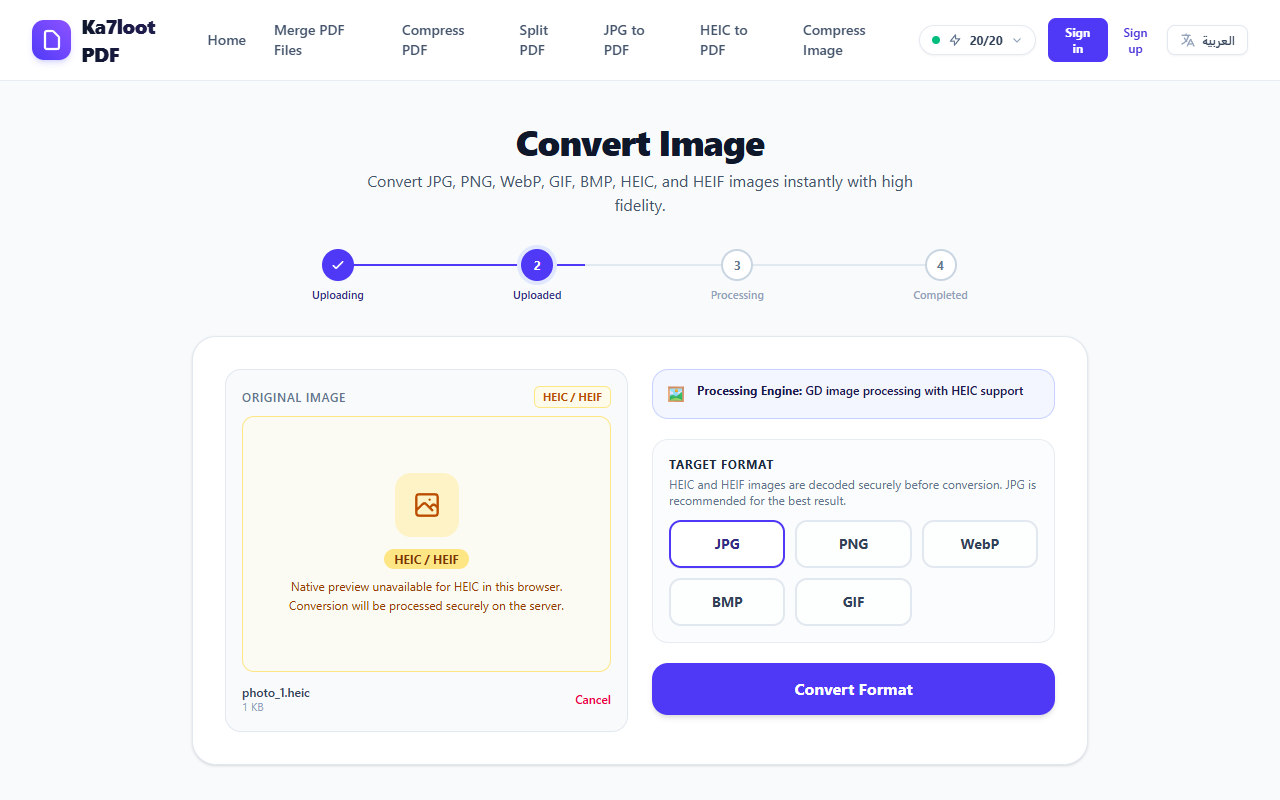 Ka7loot PDF
Home
Merge PDF Files
Compress PDF
Split PDF
JPG to PDF
HEIC to PDF
Compress Image
20/20
Sign in
Sign up
العربية
Convert Image
Convert JPG, PNG, WebP, GIF, BMP, HEIC, and HEIF images instantly with high
fidelity.
2
3
4
Uploading
Uploaded
Processing
Completed
ORIGINAL IMAGE
HEIC / HEIF
HEIC / HEIF
Native preview unavailable for HEIC in this browser.
Conversion will be processed securely on the server.
photo_1.heic
1 KB
Cancel
Processing Engine: GD image processing with HEIC support
TARGET FORMAT
HEIC and HEIF images are decoded securely before conversion. JPG is
recommended for the best result.
JPG
PNG
WebP
BMP
GIF
Convert Format